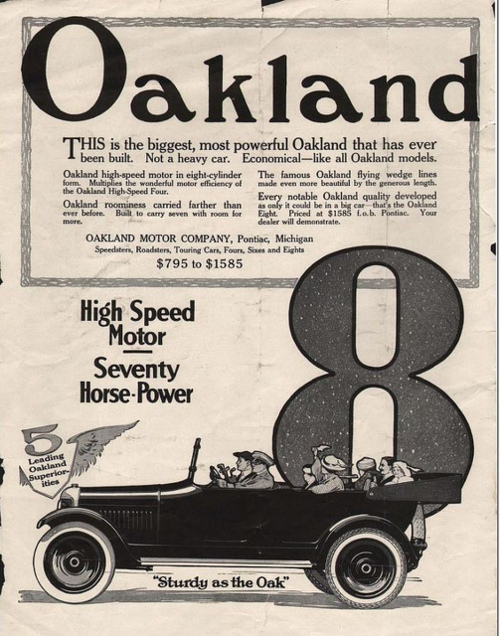 Oakland
THIS is the biggest, most powerful Oakland that has ever
been built. Not a heavy car. Economical—like all Oakland models.
Oakland high-speed motor in eight-cylinder
form. Multiplies the wonderful motor efficiency of
the Oakland High-Speed Four.
Oakland roominess carried farther than
ever before. Built to carry seven with room for
more.
The famous Oakland flying wedge lines
made even more beautiful by the generous length.
Every notable Oakland quality developed
as only it could be in a big car—that's the Oakland
Eight. Priced at $1585 f.o.b. Pontiac. Your
dealer will demonstrate.
OAKLAND MOTOR COMPANY, Pontiac, Michigan
Speedsters, Roadsters, Touring Cars, Fours, Sixes and Eights
$795 to $1585
High Speed
Motor
Seventy
Horse-Power
8
5
Leading
Oakland
Superior-
ities
"Sturdy as the Oak"